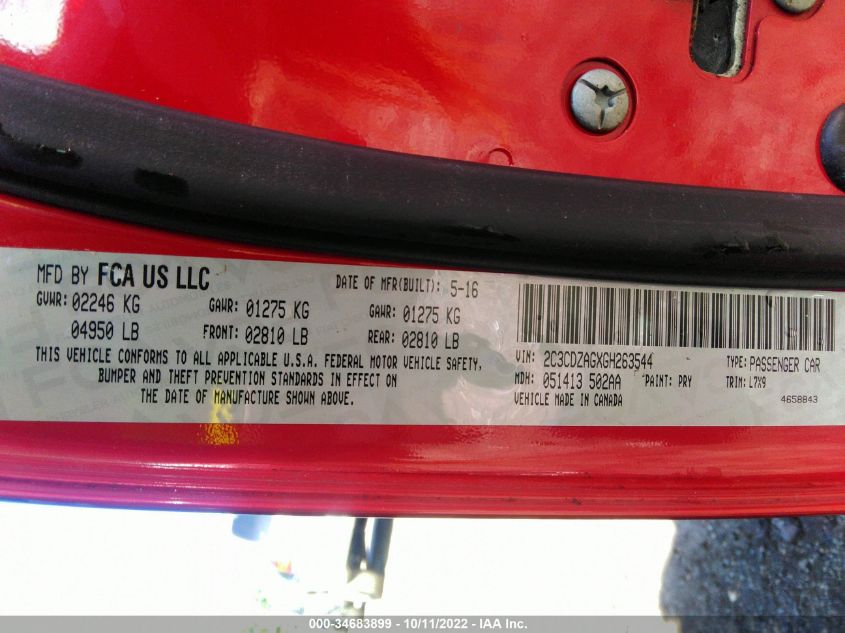 MFD BY FCA US LLC
DATE OF MFR(BUILT): 5-16
GVWR: 02246 KG
04950 LB
GAWR: 01275 KG
FRONT: 02810 LB
GAWR: 01275 KG
REAR: 02810 LB
THIS VEHICLE CONFORMS TO ALL APPLICABLE U.S.A. FEDERAL MOTOR VEHICLE SAFETY,
BUMPER AND THEFT PREVENTION STANDARDS IN EFFECT ON
THE DATE OF MANUFACTURE SHOWN ABOVE.
VIN: 2C3CDZAGXGH263544
TYPE: PASSENGER CAR
MDH: 051413 502AA
PAINT: PRY
TRIM: L7X9
VEHICLE MADE IN CANADA
4658843
000-34683899 - 10/11/2022 - IAA Inc.